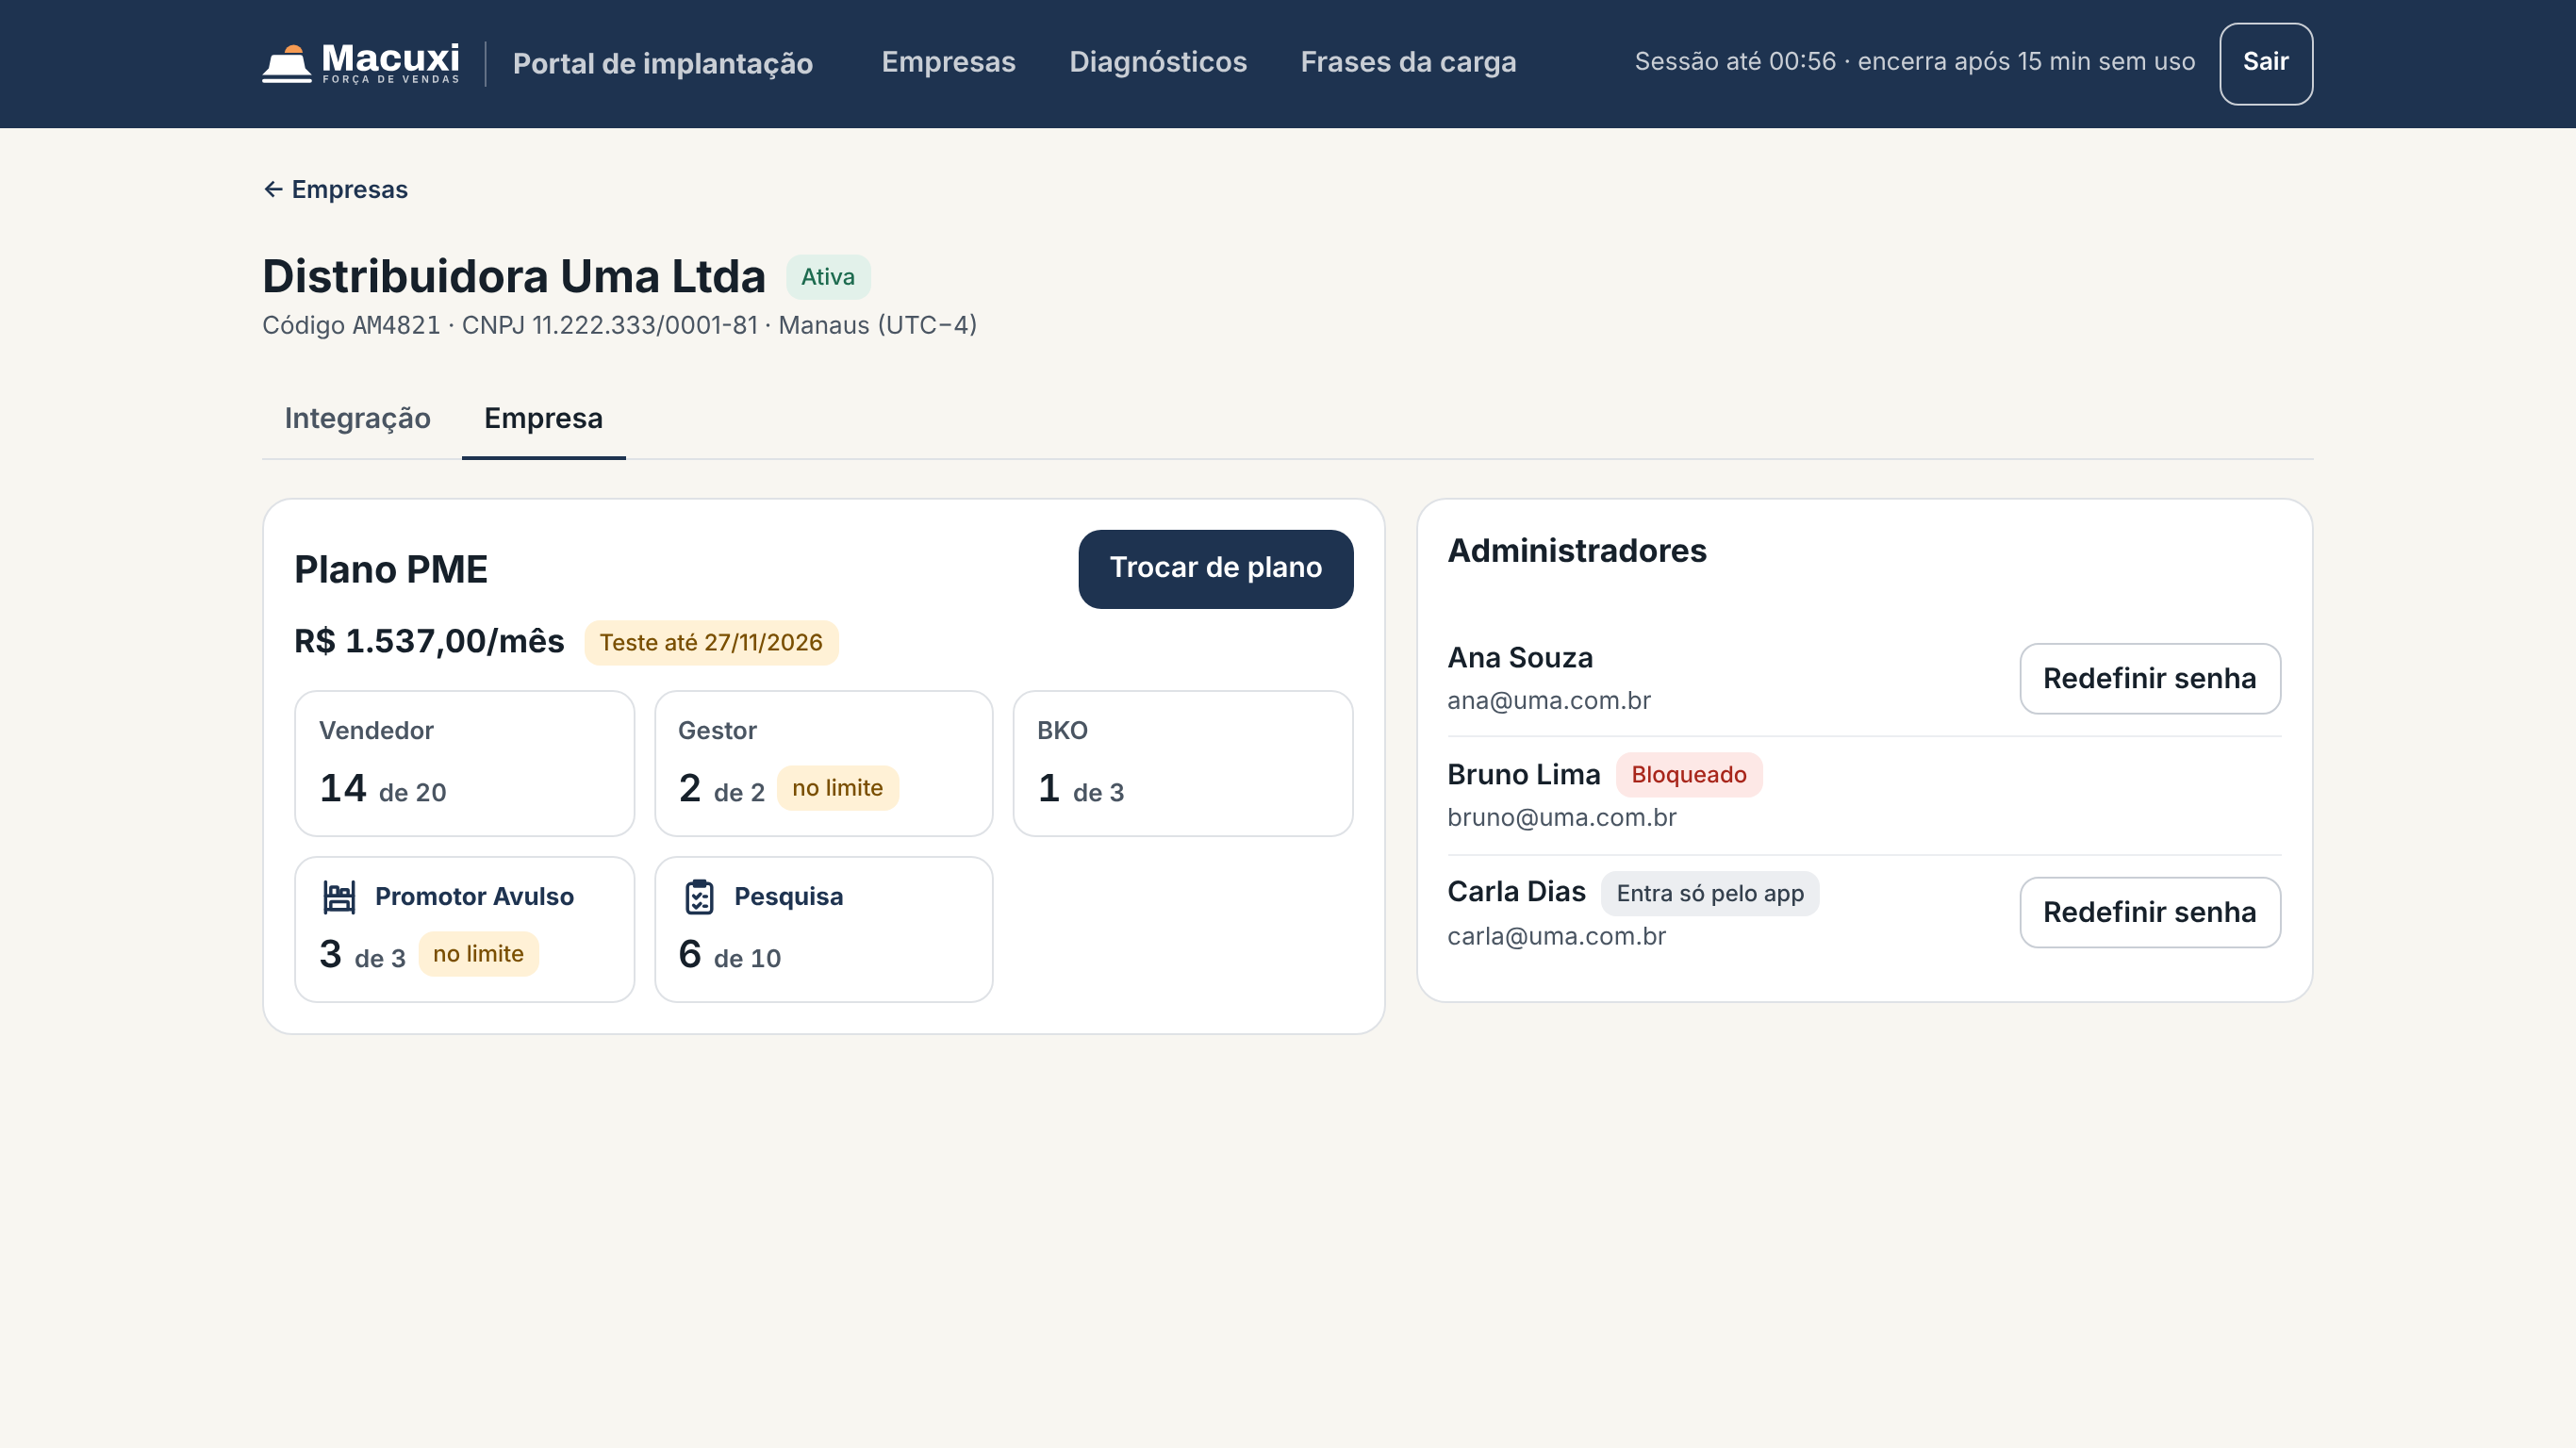 Macuxi
FORÇA DE VENDAS
Portal de implantação
Empresas
Diagnósticos
Frases da carga
Sessão até 00:56 · encerra após 15 min sem uso
Sair
← Empresas
Distribuidora Uma Ltda
Ativa
Código AM4821 · CNPJ 11.222.333/0001-81 · Manaus (UTC−4)
Integração
Empresa
Plano PME
Trocar de plano
R$ 1.537,00/mês
Teste até 27/11/2026
Vendedor
14 de 20
Gestor
2 de 2 no limite
BKO
1 de 3
Promotor Avulso
3 de 3 no limite
Pesquisa
6 de 10
Administradores
Ana Souza
ana@uma.com.br
Redefinir senha
Bruno Lima Bloqueado
bruno@uma.com.br
Carla Dias Entra só pelo app
carla@uma.com.br
Redefinir senha